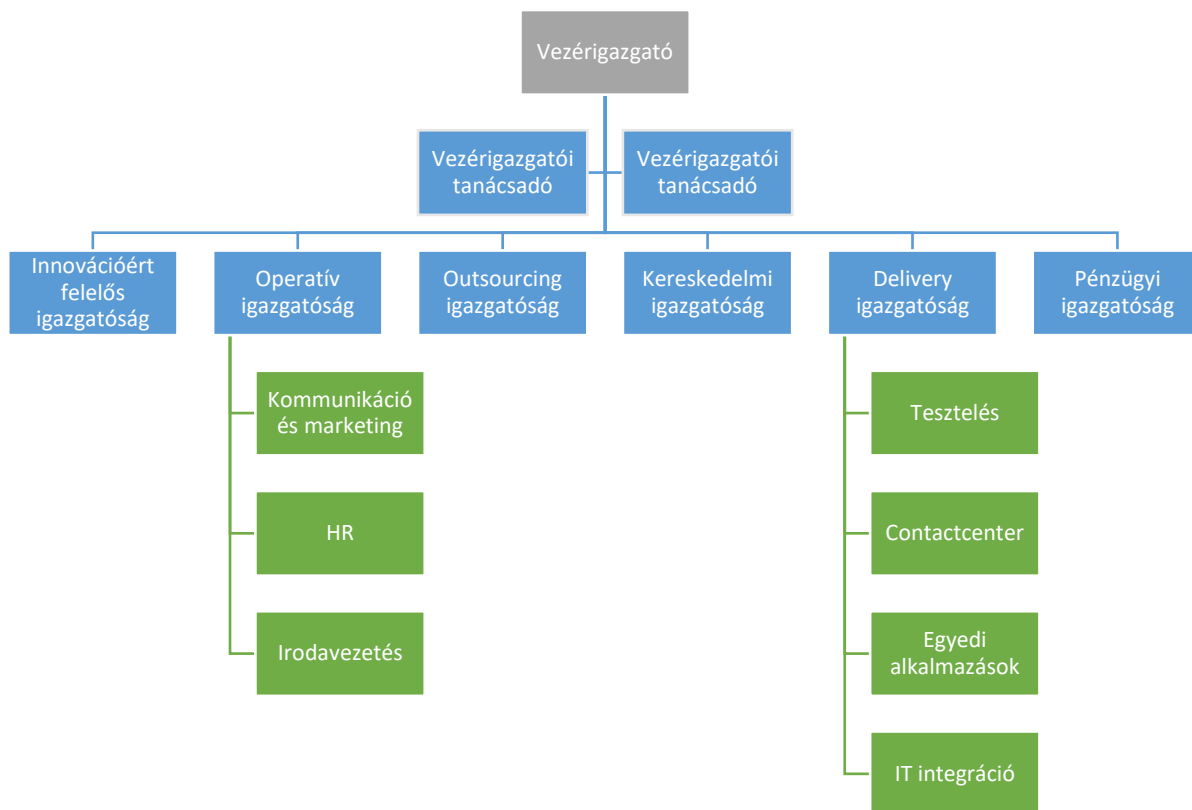 Vezérigazgató
Vezérigazgatói
tanácsadó
Vezérigazgatói
tanácsadó
Innovációért
felelős
igazgatóság
Operatív
igazgatóság
Outsourcing
igazgatóság
Kereskedelmi
igazgatóság
Delivery
igazgatóság
Pénzügyi
igazgatóság
Kommunikáció
és marketing
HR
Irodavezetés
Tesztelés
Contactcenter
Egyedi
alkalmazások
IT integráció